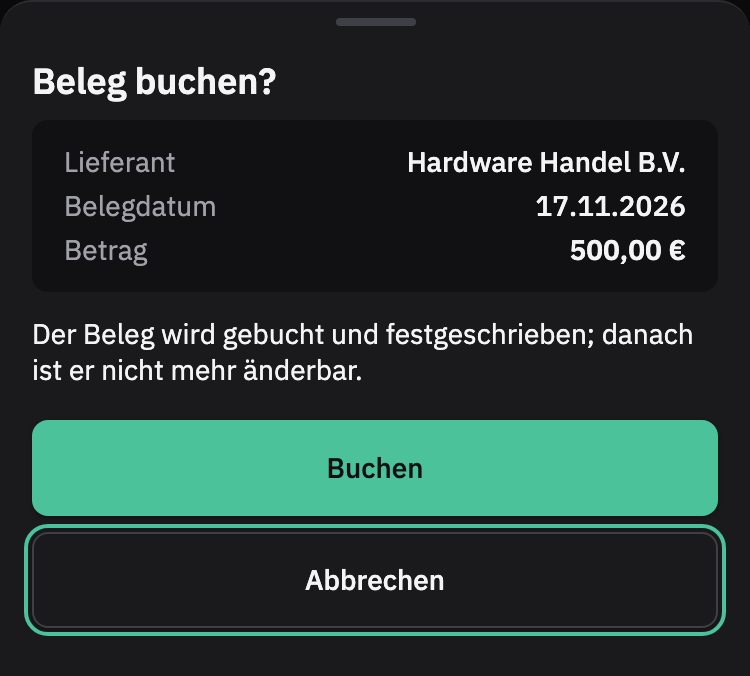 Beleg buchen?
Lieferant Hardware Handel B.V.
Belegdatum 17.11.2026
Betrag 500,00 €
Der Beleg wird gebucht und festgeschrieben; danach
ist er nicht mehr änderbar.
Buchen
Abbrechen